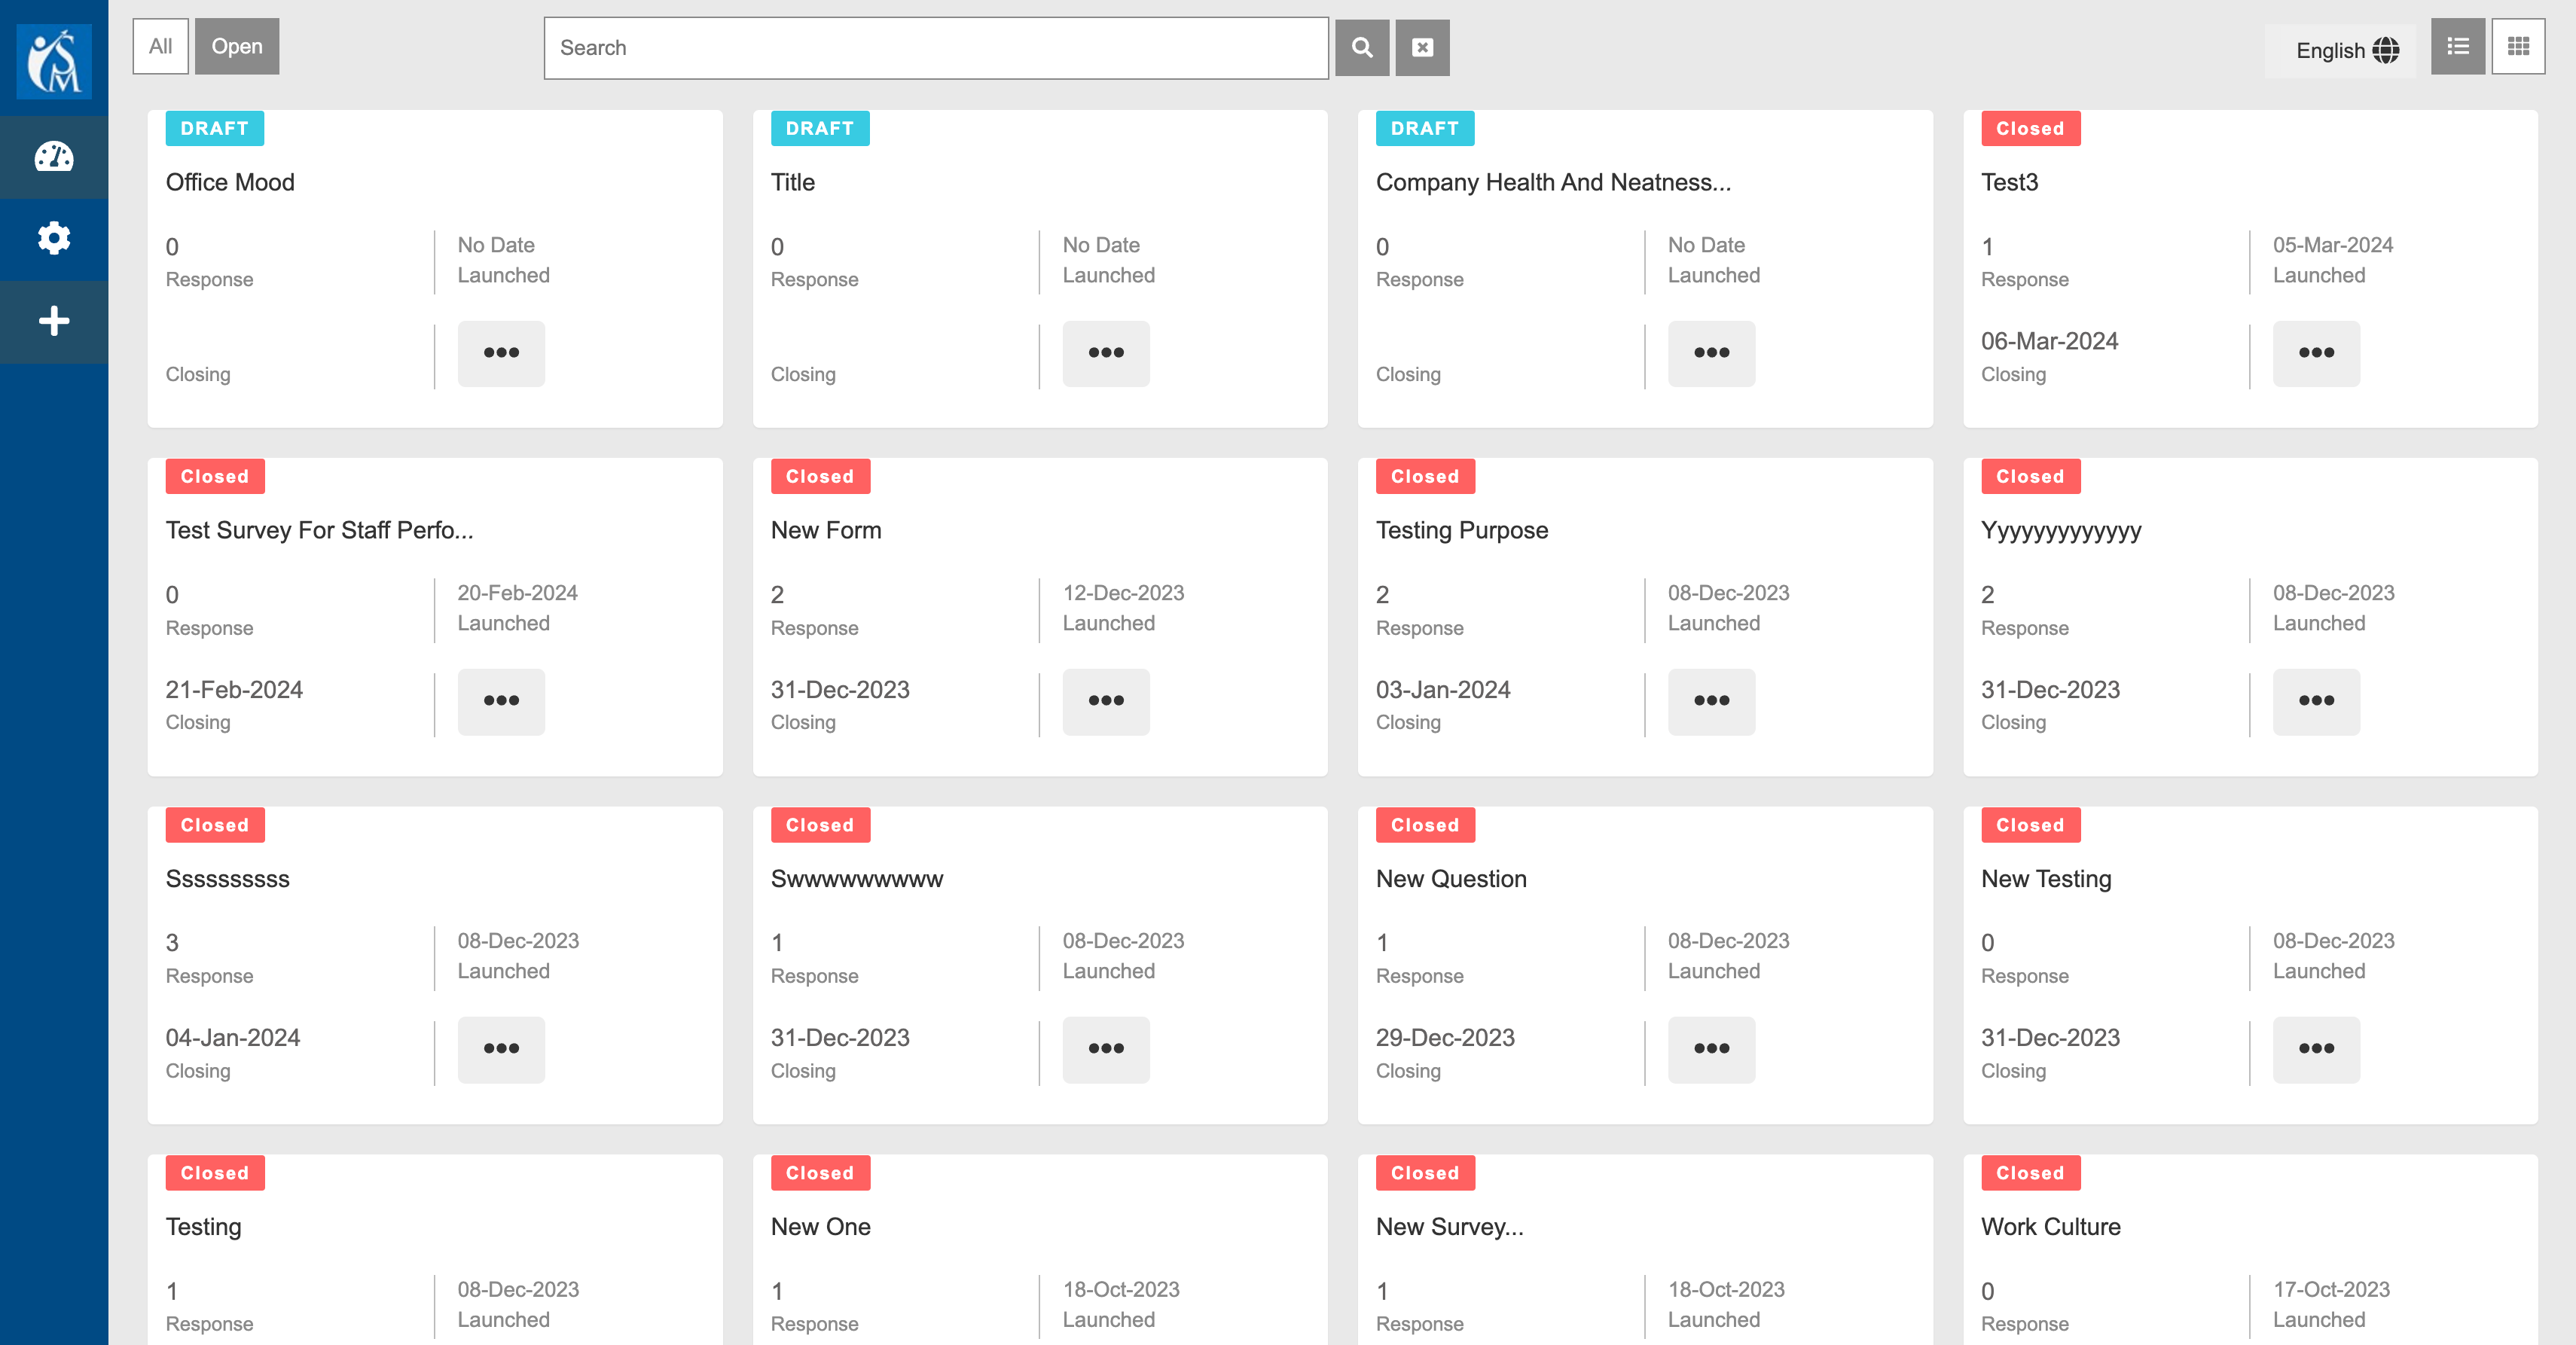 SM
All
Open
Search
English
DRAFT
Office Mood
0
Response
No Date
Launched
Closing
DRAFT
Title
0
Response
No Date
Launched
Closing
DRAFT
Company Health And Neatness...
0
Response
No Date
Launched
Closing
Closed
Test3
1
Response
05-Mar-2024
Launched
06-Mar-2024
Closing
Closed
Test Survey For Staff Perfo...
0
Response
20-Feb-2024
Launched
21-Feb-2024
Closing
Closed
New Form
2
Response
12-Dec-2023
Launched
31-Dec-2023
Closing
Closed
Testing Purpose
2
Response
08-Dec-2023
Launched
03-Jan-2024
Closing
Closed
Yyyyyyyyyyyyy
2
Response
08-Dec-2023
Launched
31-Dec-2023
Closing
Closed
Ssssssssss
3
Response
08-Dec-2023
Launched
04-Jan-2024
Closing
Closed
Swwwwwwwww
1
Response
08-Dec-2023
Launched
31-Dec-2023
Closing
Closed
New Question
1
Response
08-Dec-2023
Launched
29-Dec-2023
Closing
Closed
New Testing
0
Response
08-Dec-2023
Launched
31-Dec-2023
Closing
Closed
Testing
1
Response
08-Dec-2023
Launched
Closed
New One
1
Response
18-Oct-2023
Launched
Closed
New Survey...
1
Response
18-Oct-2023
Launched
Closed
Work Culture
0
Response
17-Oct-2023
Launched